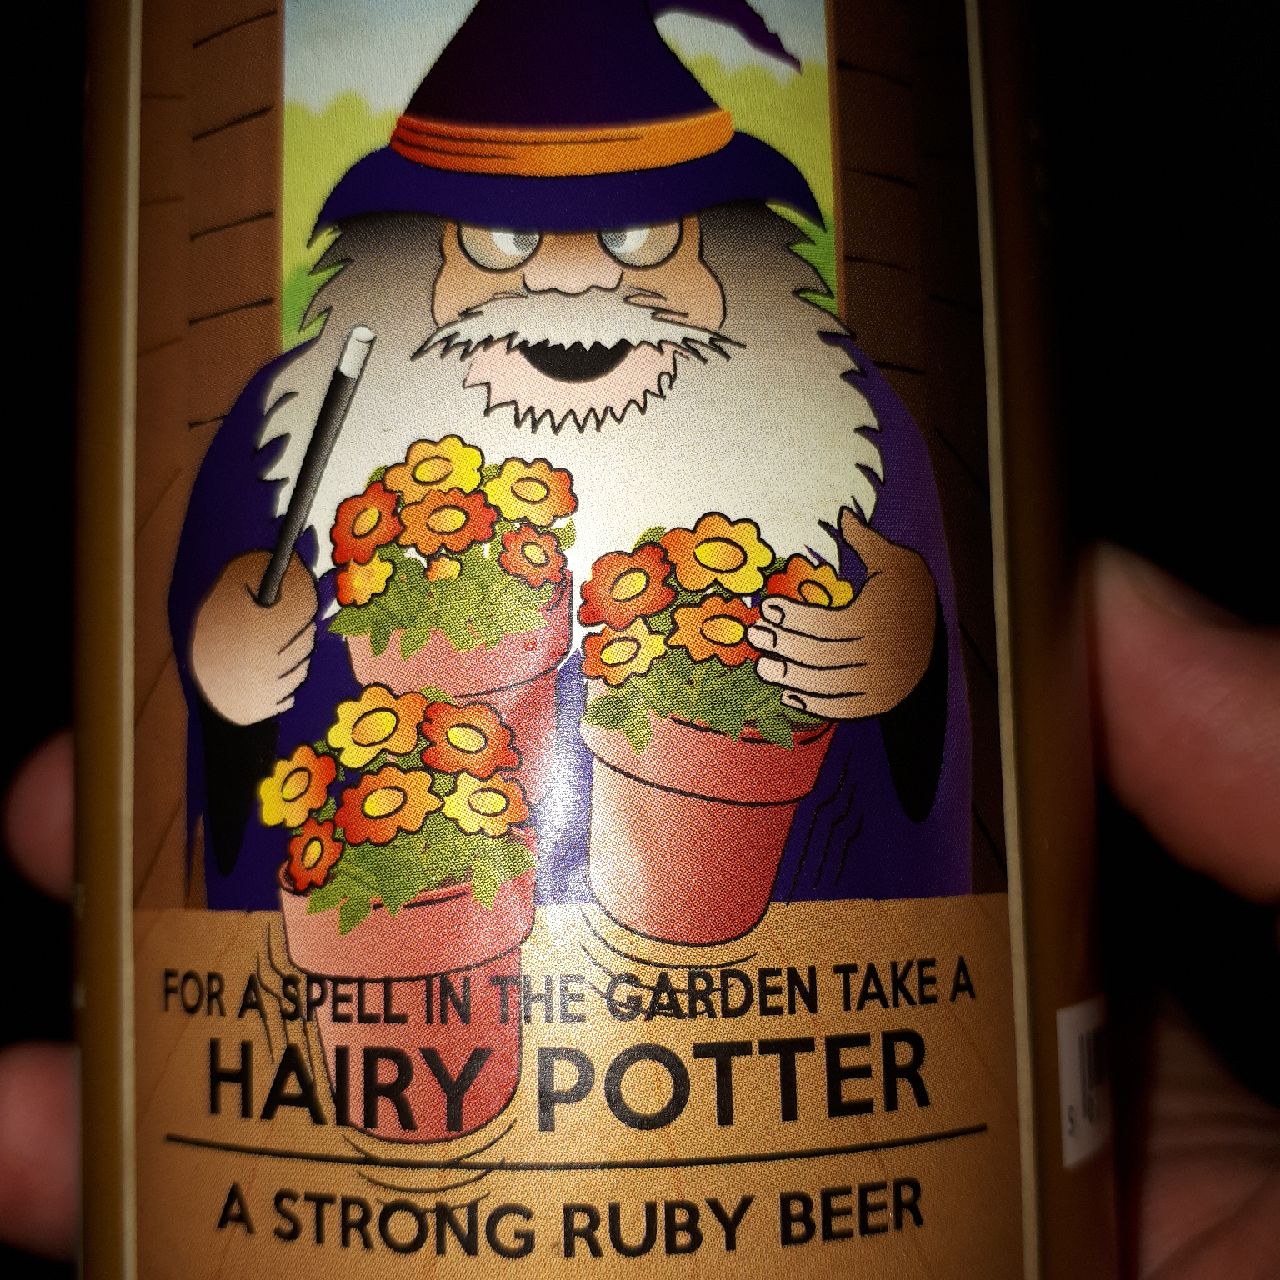 FOR A SPELL IN THE GARDEN TAKE A
HAIRY POTTER
A STRONG RUBY BEER